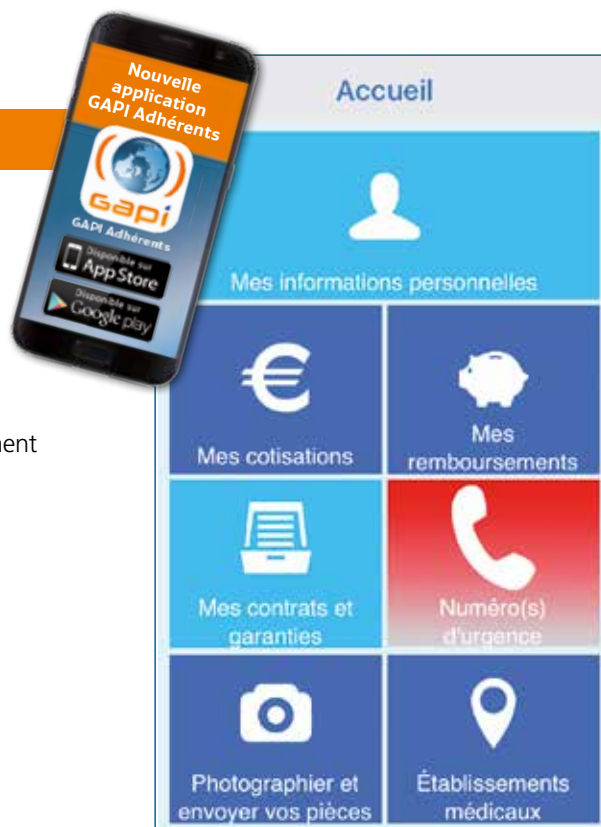 Nouvelle
application
GAPI Adhérents
Gapi
GAPI Adhérents
Disponible sur
App Store
Disponible sur
Google play
ment
Accueil
Mes informations personnelles
Mes cotisations
Mes
remboursements
Mes contrats et
garanties
Numéro(s)
d'urgence
Photographier et
envoyer vos pièces
Établissements
médicaux